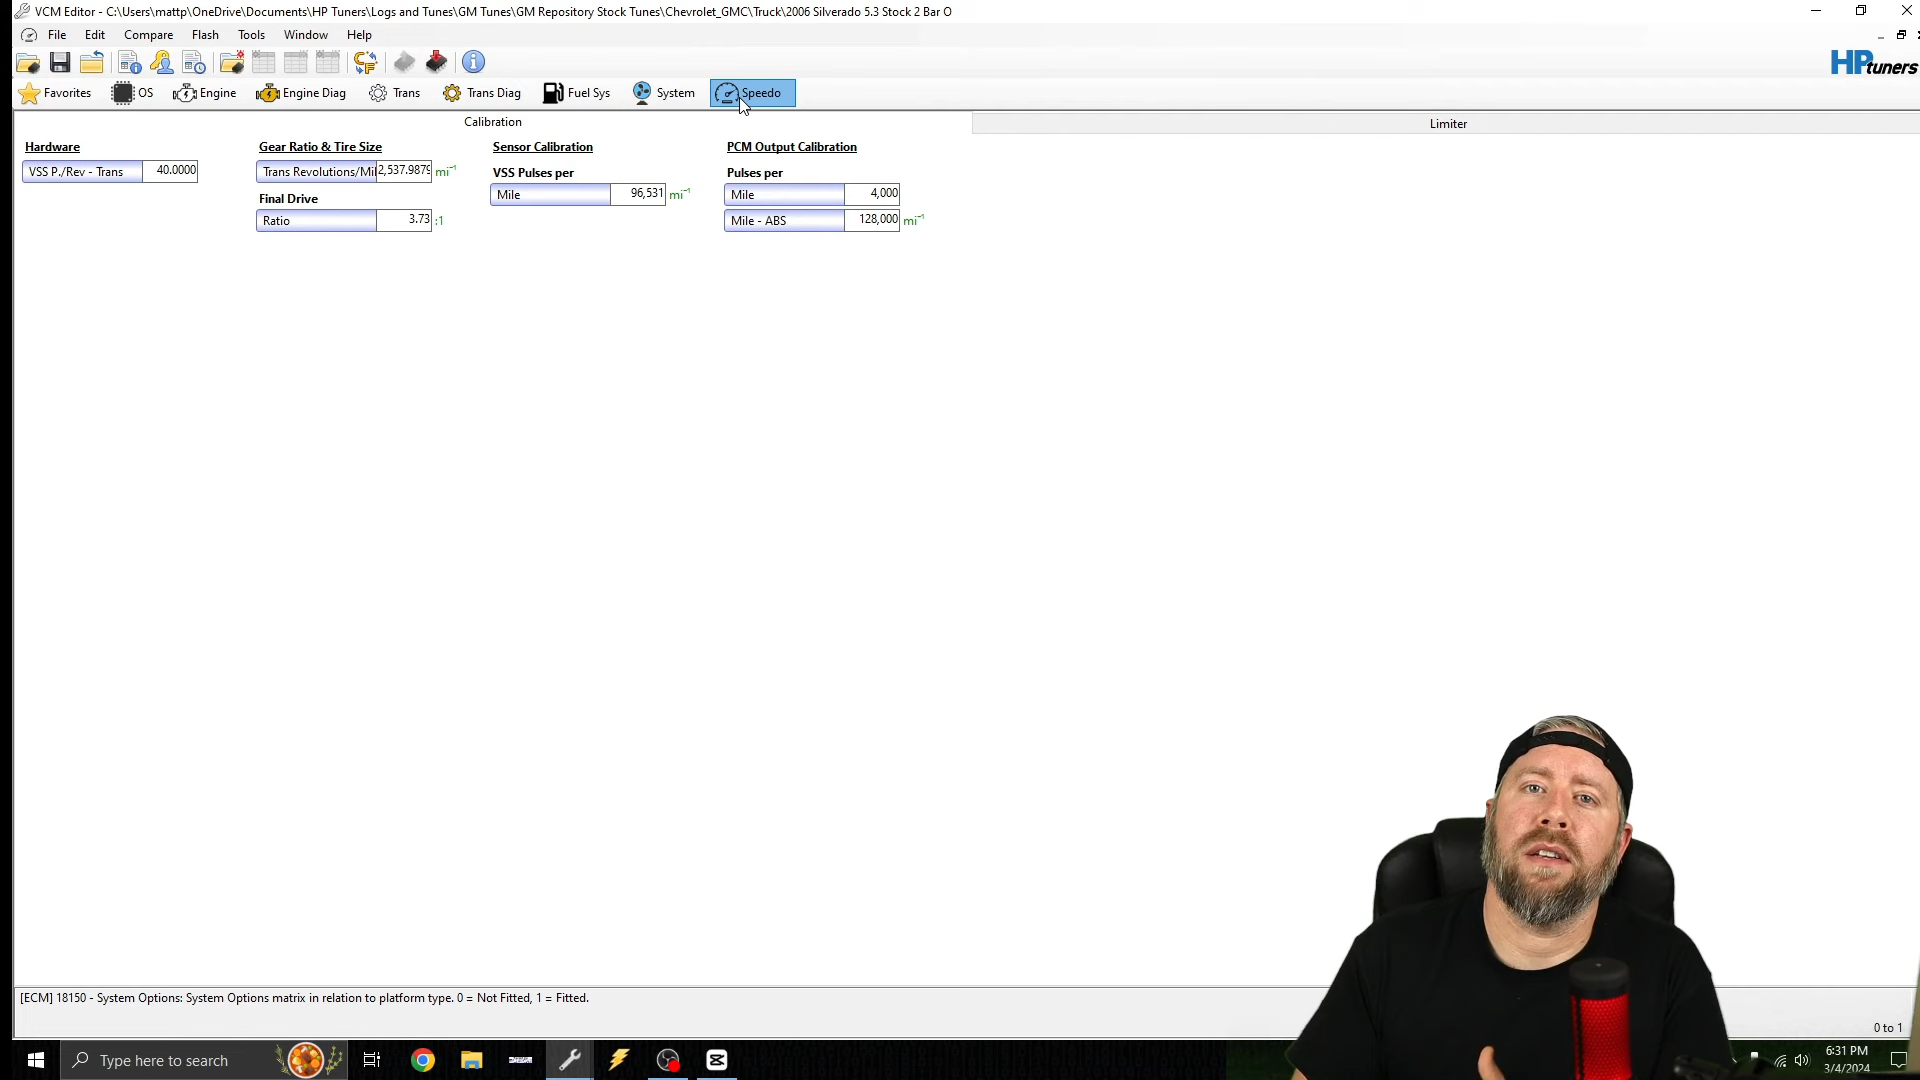 VCM Editor - C:\Users\mattp\OneDrive\Documents\HP Tuners\Logs and Tunes\GM Tunes\GM Repository Stock Tunes\Chevrolet_GMC\Truck\2006 Silverado 5.3 Stock 2 Bar O
File Edit Compare Flash Tools Window Help
HPtuners
Favorites OS Engine Engine Diag Trans Trans Diag Fuel Sys System Speedo
Calibration Limiter
Hardware Gear Ratio & Tire Size Sensor Calibration PCM Output Calibration
VSS P./Rev - Trans 40.0000 Trans Revolutions/Mil 2,537.9879 mi⁻¹ VSS Pulses per Pulses per
Mile 96,531 mi⁻¹ Mile 4,000
Final Drive
Ratio 3.73 :1 Mile - ABS 128,000 mi⁻¹
[ECM] 18150 - System Options: System Options matrix in relation to platform type. 0 = Not Fitted, 1 = Fitted.
0 to 1
Type here to search
6:31 PM
3/4/2024